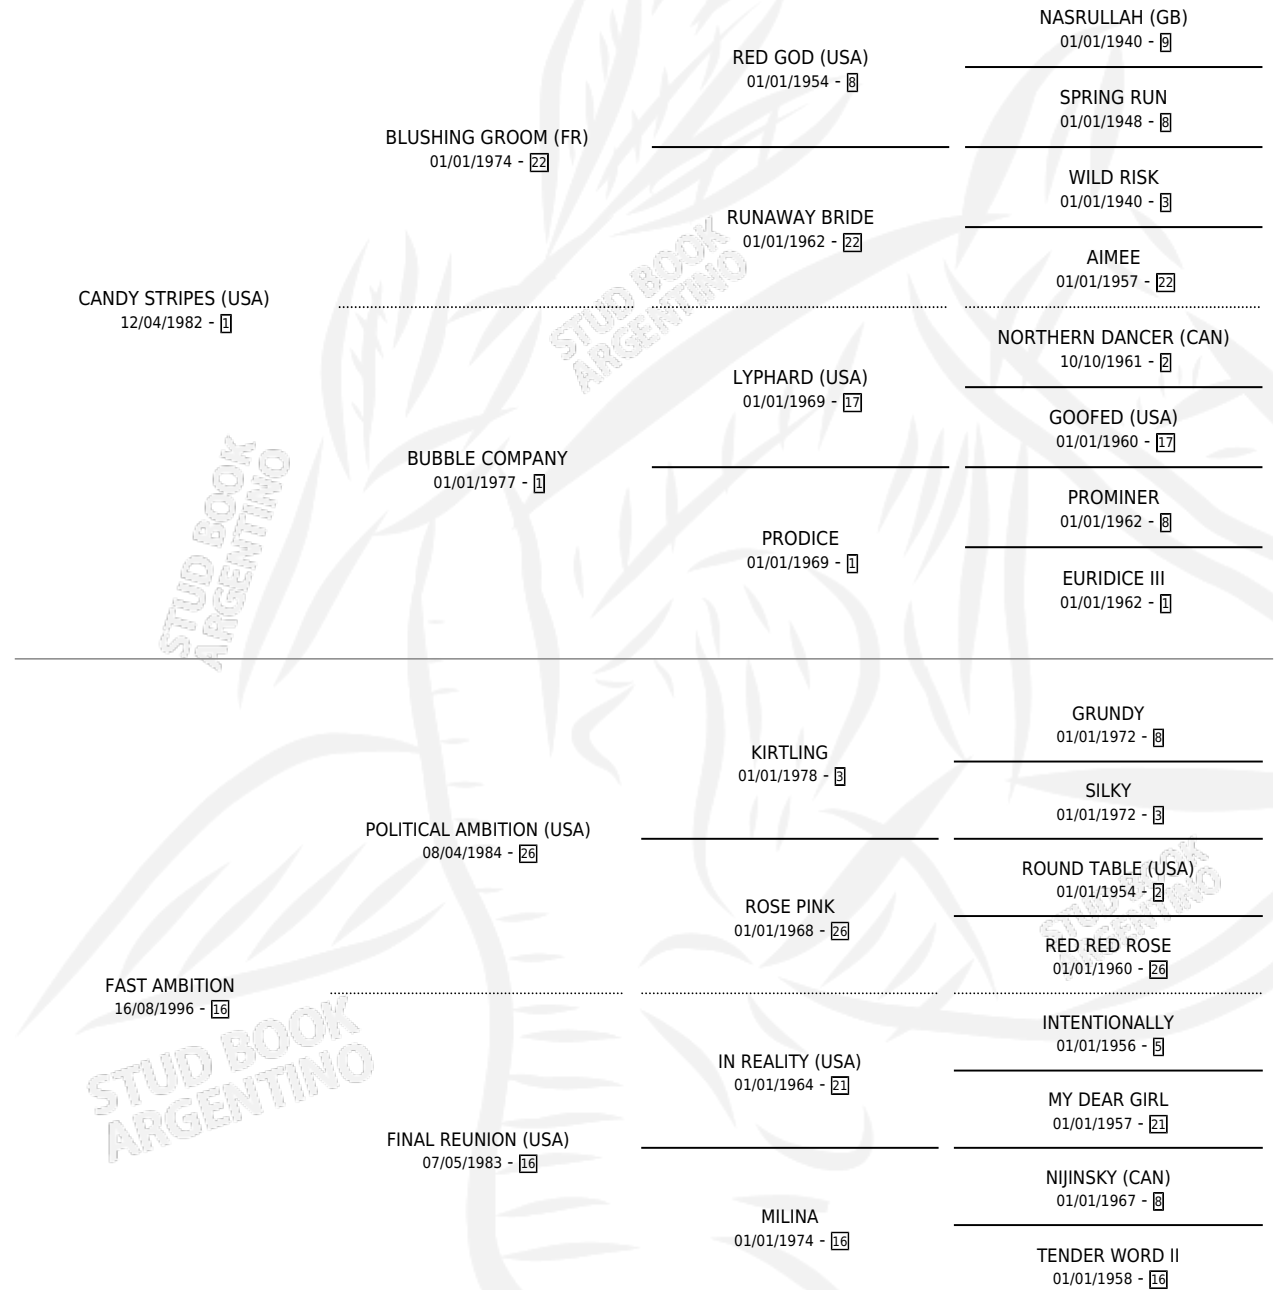 NASRULLAH (GB)
01/01/1940 - 9
RED GOD (USA)
01/01/1954 - 8
SPRING RUN
01/01/1948 - 8
BLUSHING GROOM (FR)
01/01/1974 - 22
WILD RISK
01/01/1940 - 3
RUNAWAY BRIDE
01/01/1962 - 22
AIMEE
01/01/1957 - 22
CANDY STRIPES (USA)
12/04/1982 - 1
STUD BOOK
ARGENTINO
NORTHERN DANCER (CAN)
10/10/1961 - 2
LYPHARD (USA)
01/01/1969 - 17
GOOFED (USA)
01/01/1960 - 17
BUBBLE COMPANY
01/01/1977 - 1
PROMINER
01/01/1962 - 8
PRODICE
01/01/1969 - 1
EURIDICE III
01/01/1962 - 1
STUD BOOK
ARGENTINO
GRUNDY
01/01/1972 - 8
KIRTLING
01/01/1978 - 3
SILKY
01/01/1972 - 3
POLITICAL AMBITION (USA)
08/04/1984 - 26
ROUND TABLE (USA)
01/01/1954 - 2
ROSE PINK
01/01/1968 - 26
RED RED ROSE
01/01/1960 - 26
STUD BOOK
ARGENTINO
FAST AMBITION
16/08/1996 - 16
STUD BOOK
ARGENTINO
INTENTIONALLY
01/01/1956 - 5
IN REALITY (USA)
01/01/1964 - 21
MY DEAR GIRL
01/01/1957 - 21
FINAL REUNION (USA)
07/05/1983 - 16
NIJINSKY (CAN)
01/01/1967 - 8
MILINA
01/01/1974 - 16
TENDER WORD II
01/01/1958 - 16